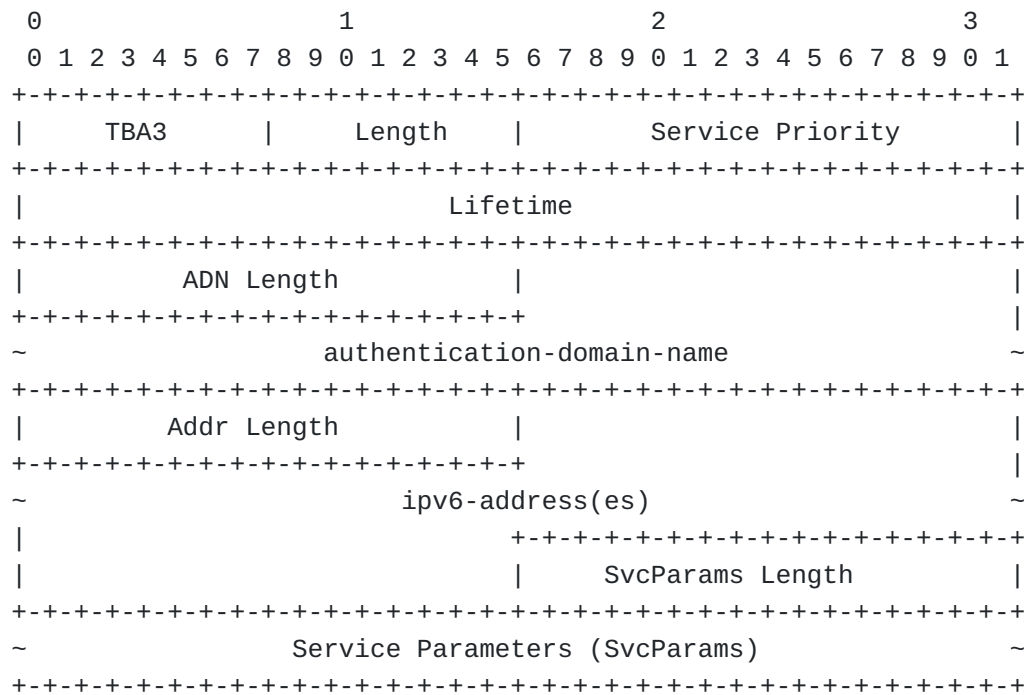 0                   1                   2                   3
 0 1 2 3 4 5 6 7 8 9 0 1 2 3 4 5 6 7 8 9 0 1 2 3 4 5 6 7 8 9 0 1
+-+-+-+-+-+-+-+-+-+-+-+-+-+-+-+-+-+-+-+-+-+-+-+-+-+-+-+-+-+-+-+-+
|     TBA3      |     Length    |        Service Priority       |
+-+-+-+-+-+-+-+-+-+-+-+-+-+-+-+-+-+-+-+-+-+-+-+-+-+-+-+-+-+-+-+-+
|                           Lifetime                            |
+-+-+-+-+-+-+-+-+-+-+-+-+-+-+-+-+-+-+-+-+-+-+-+-+-+-+-+-+-+-+-+-+
|          ADN Length           |                               |
+-+-+-+-+-+-+-+-+-+-+-+-+-+-+-+-+                               |
~                   authentication-domain-name                  ~
+-+-+-+-+-+-+-+-+-+-+-+-+-+-+-+-+-+-+-+-+-+-+-+-+-+-+-+-+-+-+-+-+
|         Addr Length           |                               |
+-+-+-+-+-+-+-+-+-+-+-+-+-+-+-+-+                               |
~                        ipv6-address(es)                       ~
|                               +-+-+-+-+-+-+-+-+-+-+-+-+-+-+-+-+
|                               |     SvcParams Length          |
+-+-+-+-+-+-+-+-+-+-+-+-+-+-+-+-+-+-+-+-+-+-+-+-+-+-+-+-+-+-+-+-+
~                 Service Parameters (SvcParams)                ~
+-+-+-+-+-+-+-+-+-+-+-+-+-+-+-+-+-+-+-+-+-+-+-+-+-+-+-+-+-+-+-+-+